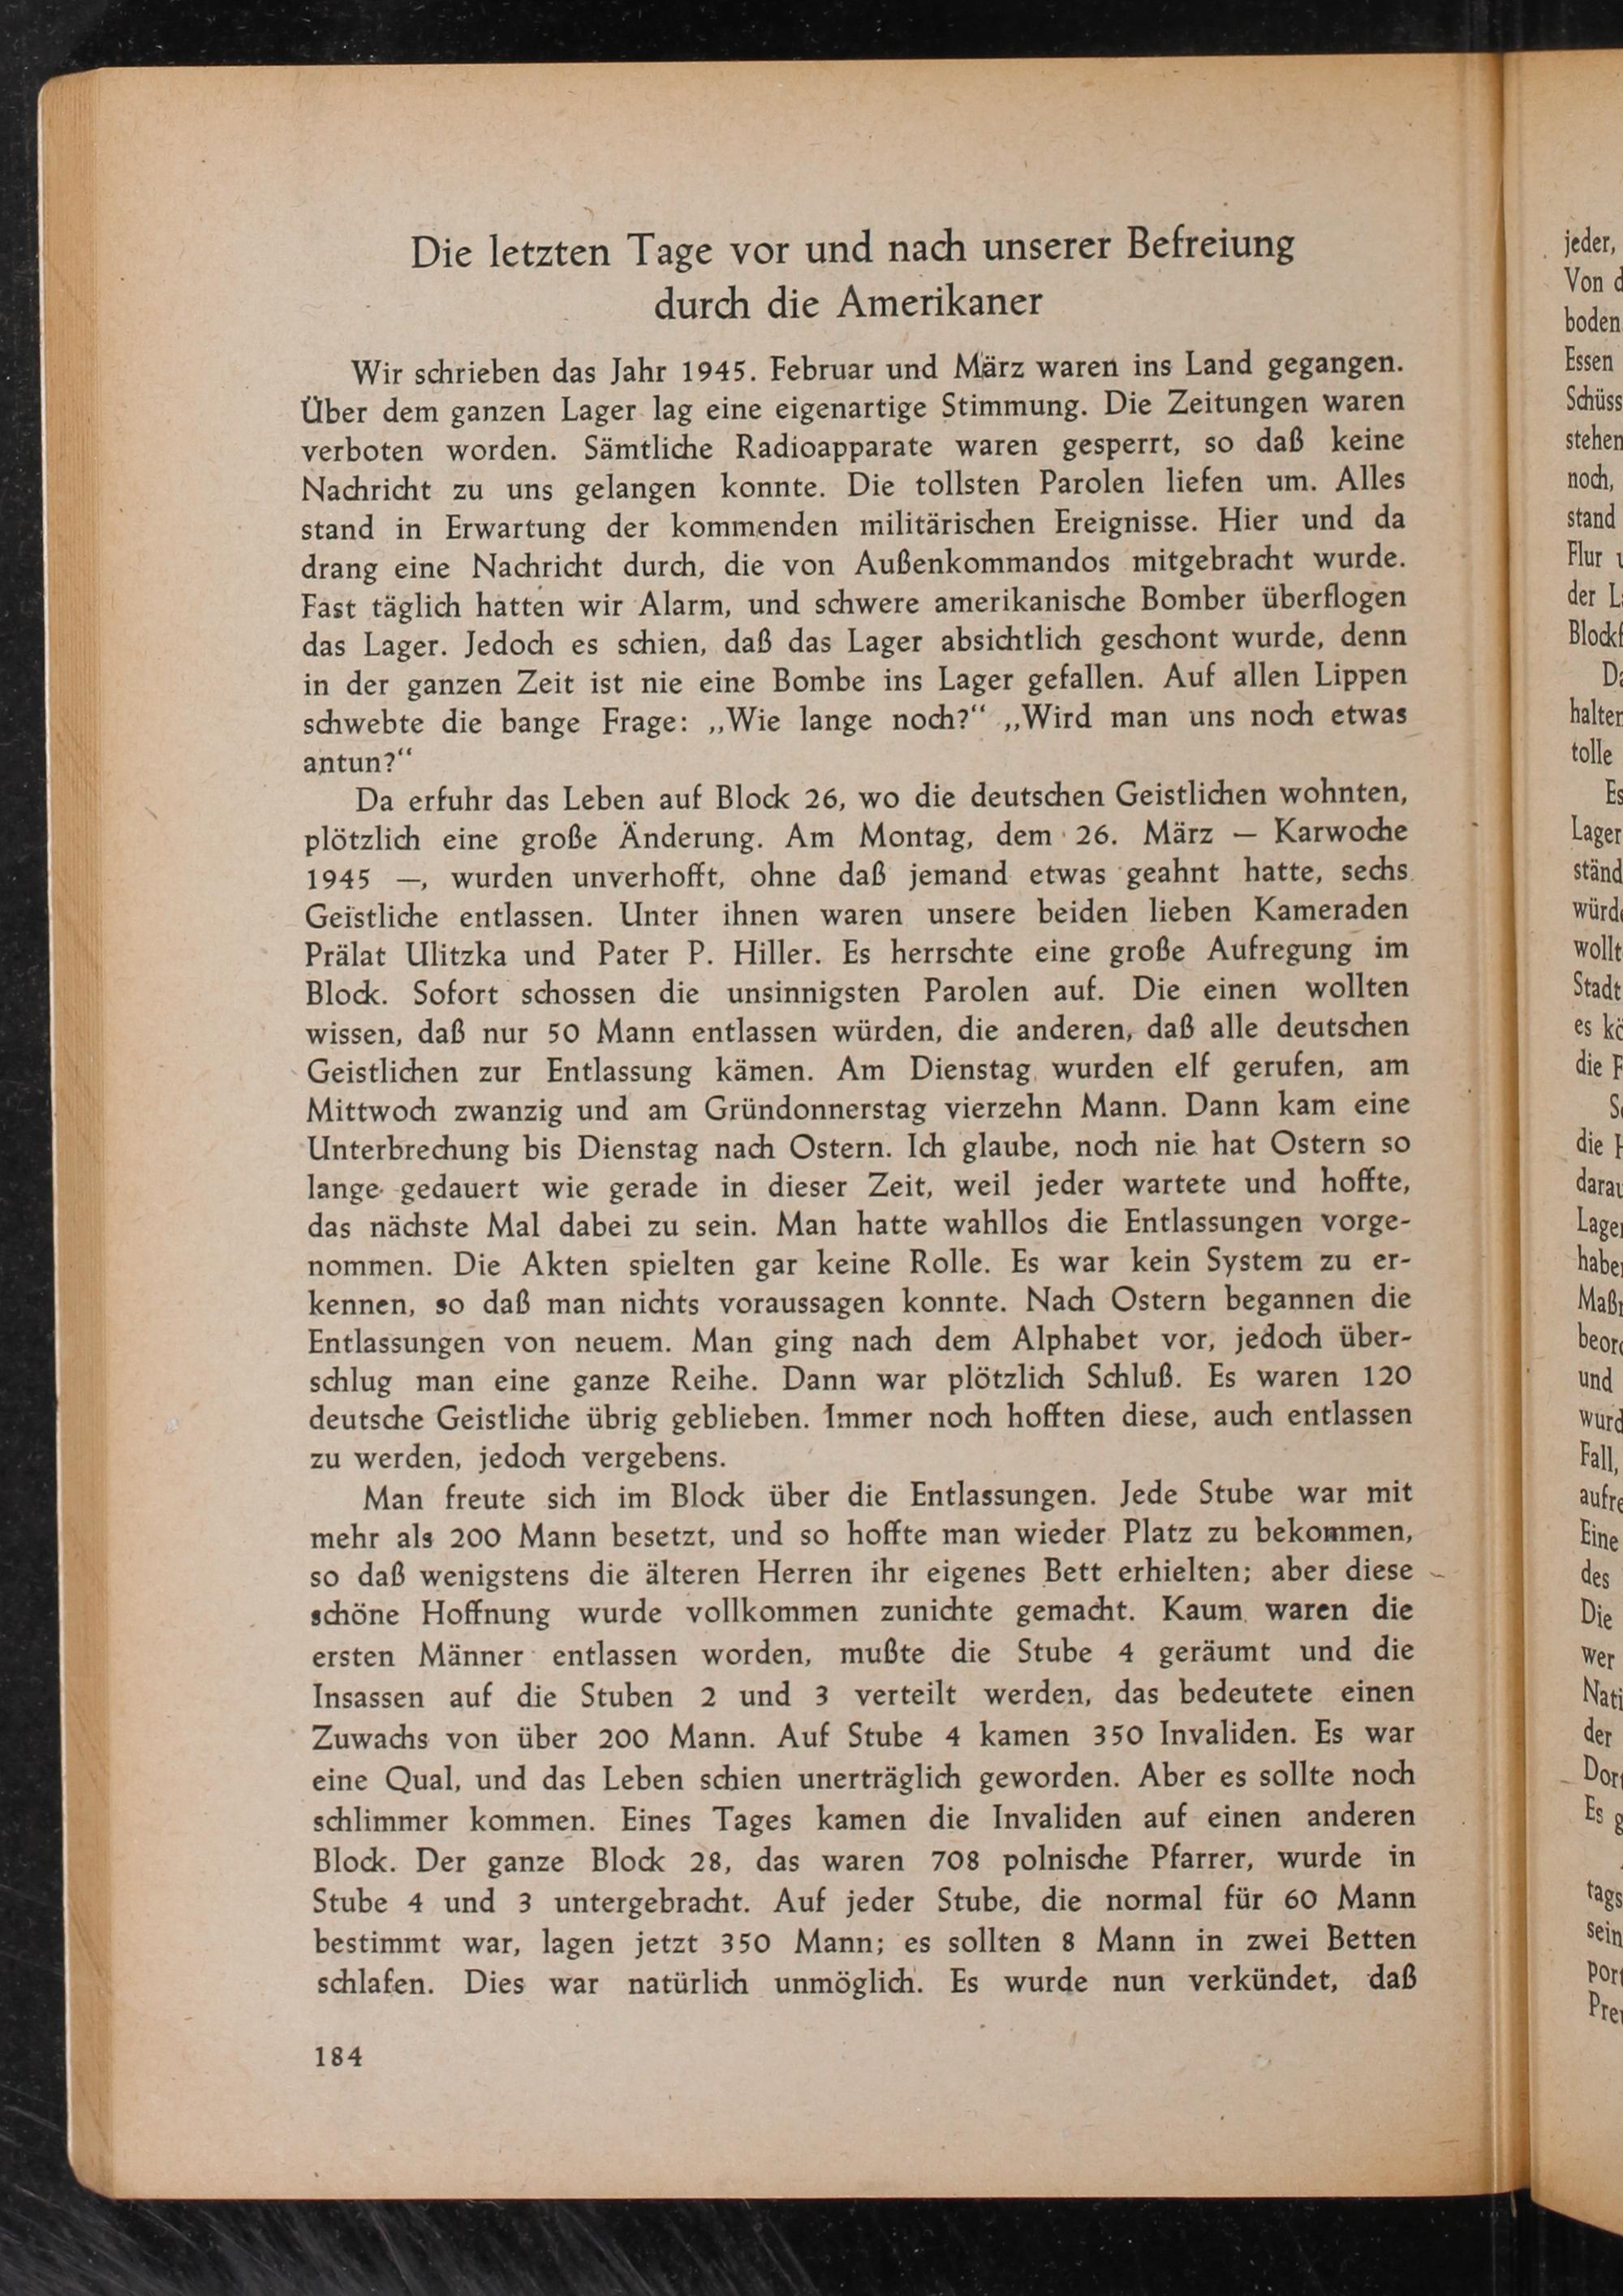 Die letzten Tage vor und nach unserer Befreiung
durch die Amerikaner
Wir schrieben das Jahr 1945. Februar und März waren ins Land gegangen.
Über dem ganzen Lager lag eine eigenartige Stimmung. Die Zeitungen waren
verboten worden. Sämtliche Radioapparate waren gesperrt, so daß keine
Nachricht zu uns gelangen konnte. Die tollsten Parolen liefen um. Alles
stand in Erwartung der kommenden militärischen Ereignisse. Hier und da
drang eine Nachricht durch, die von Außenkommandos mitgebracht wurde.
Fast täglich hatten wir Alarm, und schwere amerikanische Bomber überflogen
das Lager. Jedoch es schien, daß das Lager absichtlich geschont wurde, denn
in der ganzen Zeit ist nie eine Bombe ins Lager gefallen. Auf allen Lippen
schwebte die bange Frage: „Wie lange noch?“ „Wird man uns noch etwas
antun?“
Da erfuhr das Leben auf Block 26, wo die deutschen Geistlichen wohnten,
plötzlich eine große Änderung. Am Montag, dem 26. März — Karwoche
1945 —, wurden unverhofft, ohne daß jemand etwas geahnt hatte, sechs
Geistliche entlassen. Unter ihnen waren unsere beiden lieben Kameraden
Prälat Ulitzka und Pater P. Hiller. Es herrschte eine große Aufregung im
Block. Sofort schossen die unsinnigsten Parolen auf. Die einen wollten
wissen, daß nur 50 Mann entlassen würden, die anderen, daß alle deutschen
Geistlichen zur Entlassung kämen. Am Dienstag wurden elf gerufen, am
Mittwoch zwanzig und am Gründonnerstag vierzehn Mann. Dann kam eine
Unterbrechung bis Dienstag nach Ostern. Ich glaube, noch nie hat Ostern so
lange gedauert wie gerade in dieser Zeit, weil jeder wartete und hoffte,
das nächste Mal dabei zu sein. Man hatte wahllos die Entlassungen vorge-
nommen. Die Akten spielten gar keine Rolle. Es war kein System zu er-
kennen, so daß man nichts voraussagen konnte. Nach Ostern begannen die
Entlassungen von neuem. Man ging nach dem Alphabet vor, jedoch über-
schlug man eine ganze Reihe. Dann war plötzlich Schluß. Es waren 120
deutsche Geistliche übrig geblieben. Immer noch hofften diese, auch entlassen
zu werden, jedoch vergebens.
Man freute sich im Block über die Entlassungen. Jede Stube war mit
mehr als 200 Mann besetzt, und so hoffte man wieder Platz zu bekommen,
so daß wenigstens die älteren Herren ihr eigenes Bett erhielten; aber diese
schöne Hoffnung wurde vollkommen zunichte gemacht. Kaum waren die
ersten Männer entlassen worden, mußte die Stube 4 geräumt und die
Insassen auf die Stuben 2 und 3 verteilt werden, das bedeutete einen
Zuwachs von über 200 Mann. Auf Stube 4 kamen 350 Invaliden. Es war
eine Qual, und das Leben schien unerträglich geworden. Aber es sollte noch
schlimmer kommen. Eines Tages kamen die Invaliden auf einen anderen
Block. Der ganze Block 28, das waren 708 polnische Pfarrer, wurde in
Stube 4 und 3 untergebracht. Auf jeder Stube, die normal für 60 Mann
bestimmt war, lagen jetzt 350 Mann; es sollten 8 Mann in zwei Betten
schlafen. Dies war natürlich unmöglich. Es wurde nun verkündet, daß
184
jeder,
Von
boden
Essen
stehen
noch,
stand
Flur
der
tolle
Es
Lager
Stadt
es
die
die
und
Fall,
Eine
des
Die
wer
der
Es